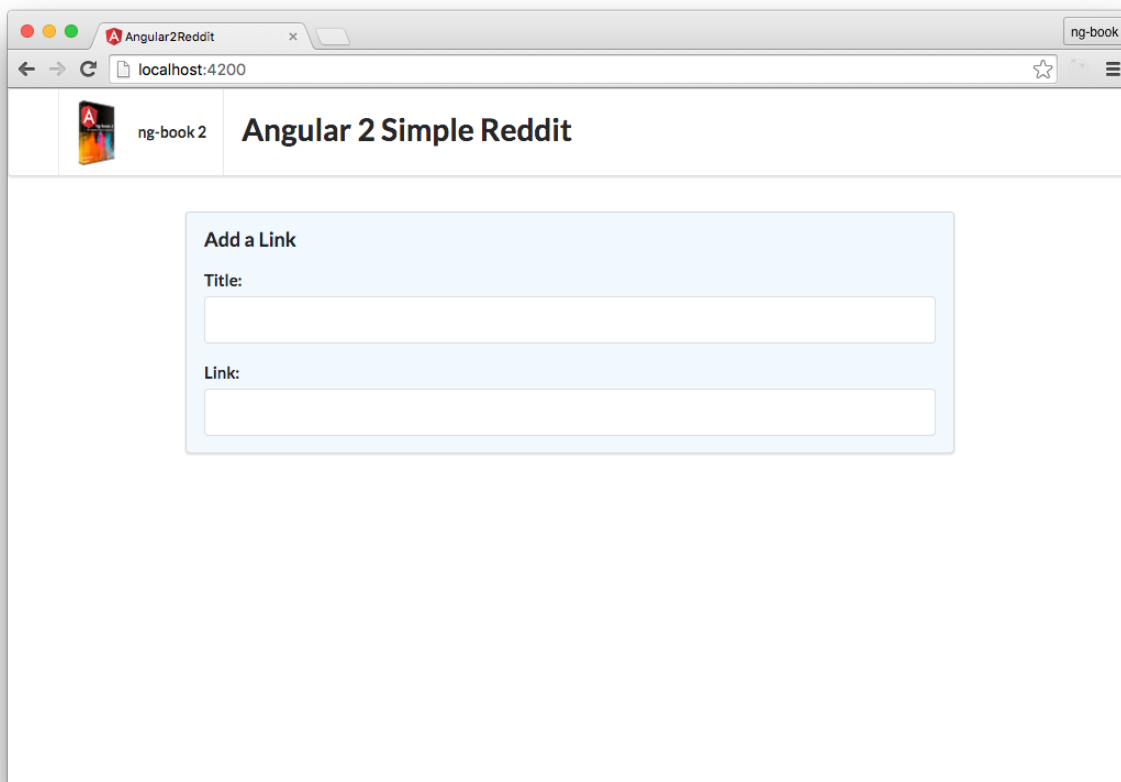 Angular2Reddit
ng-book
localhost:4200
ng-book 2
Angular 2 Simple Reddit
Add a Link
Title:
Link: